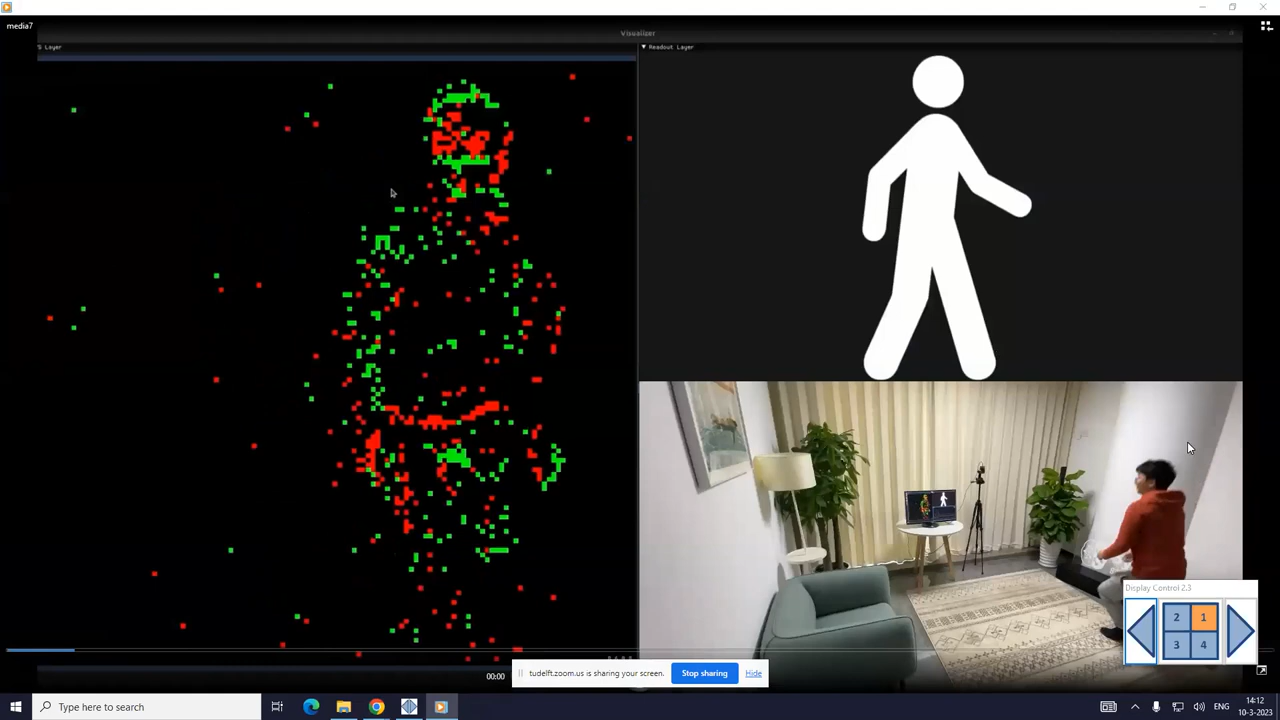 media7
Visualizer
S Layer
▼ Readout Layer
Display Control 2.3
2 1
3 4
00:00
tudelft.zoom.us is sharing your screen. Stop sharing Hide
Type here to search
ENG
14:12
10-3-2023